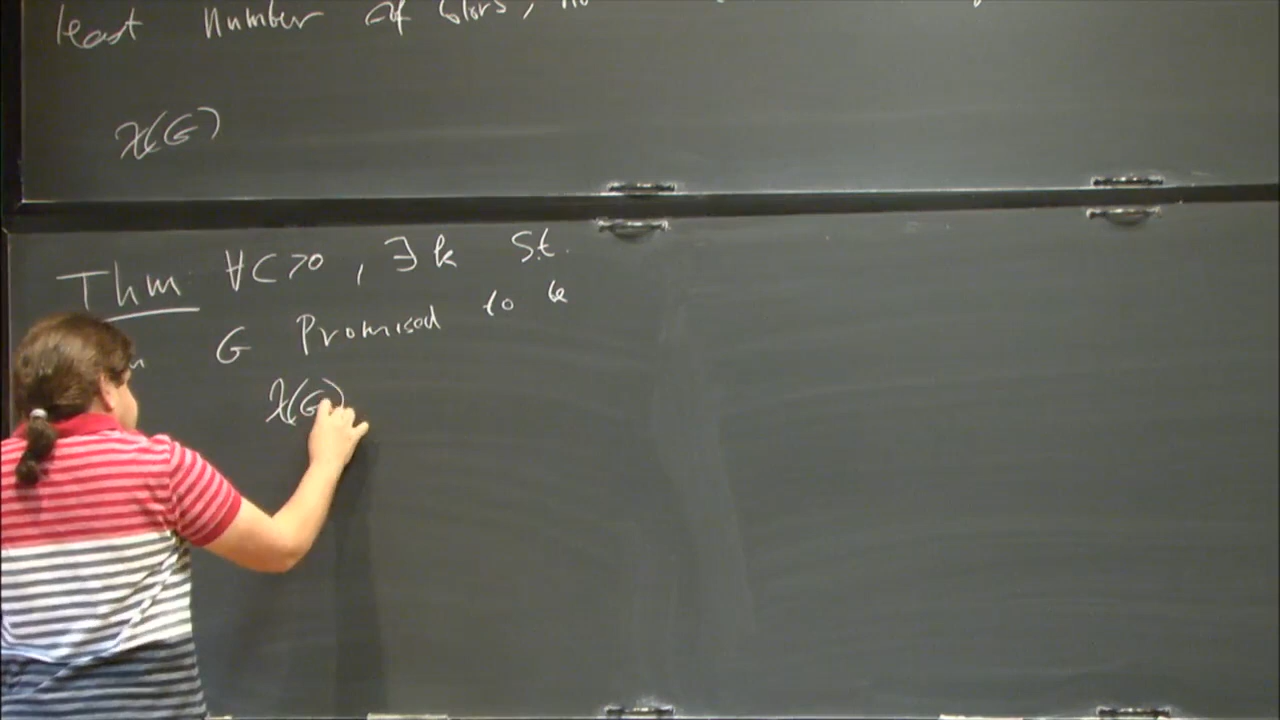 least number of colors,
χ(G)
Thm ∀C>0, ∃k s.t.
G Promised to be
χ(G)